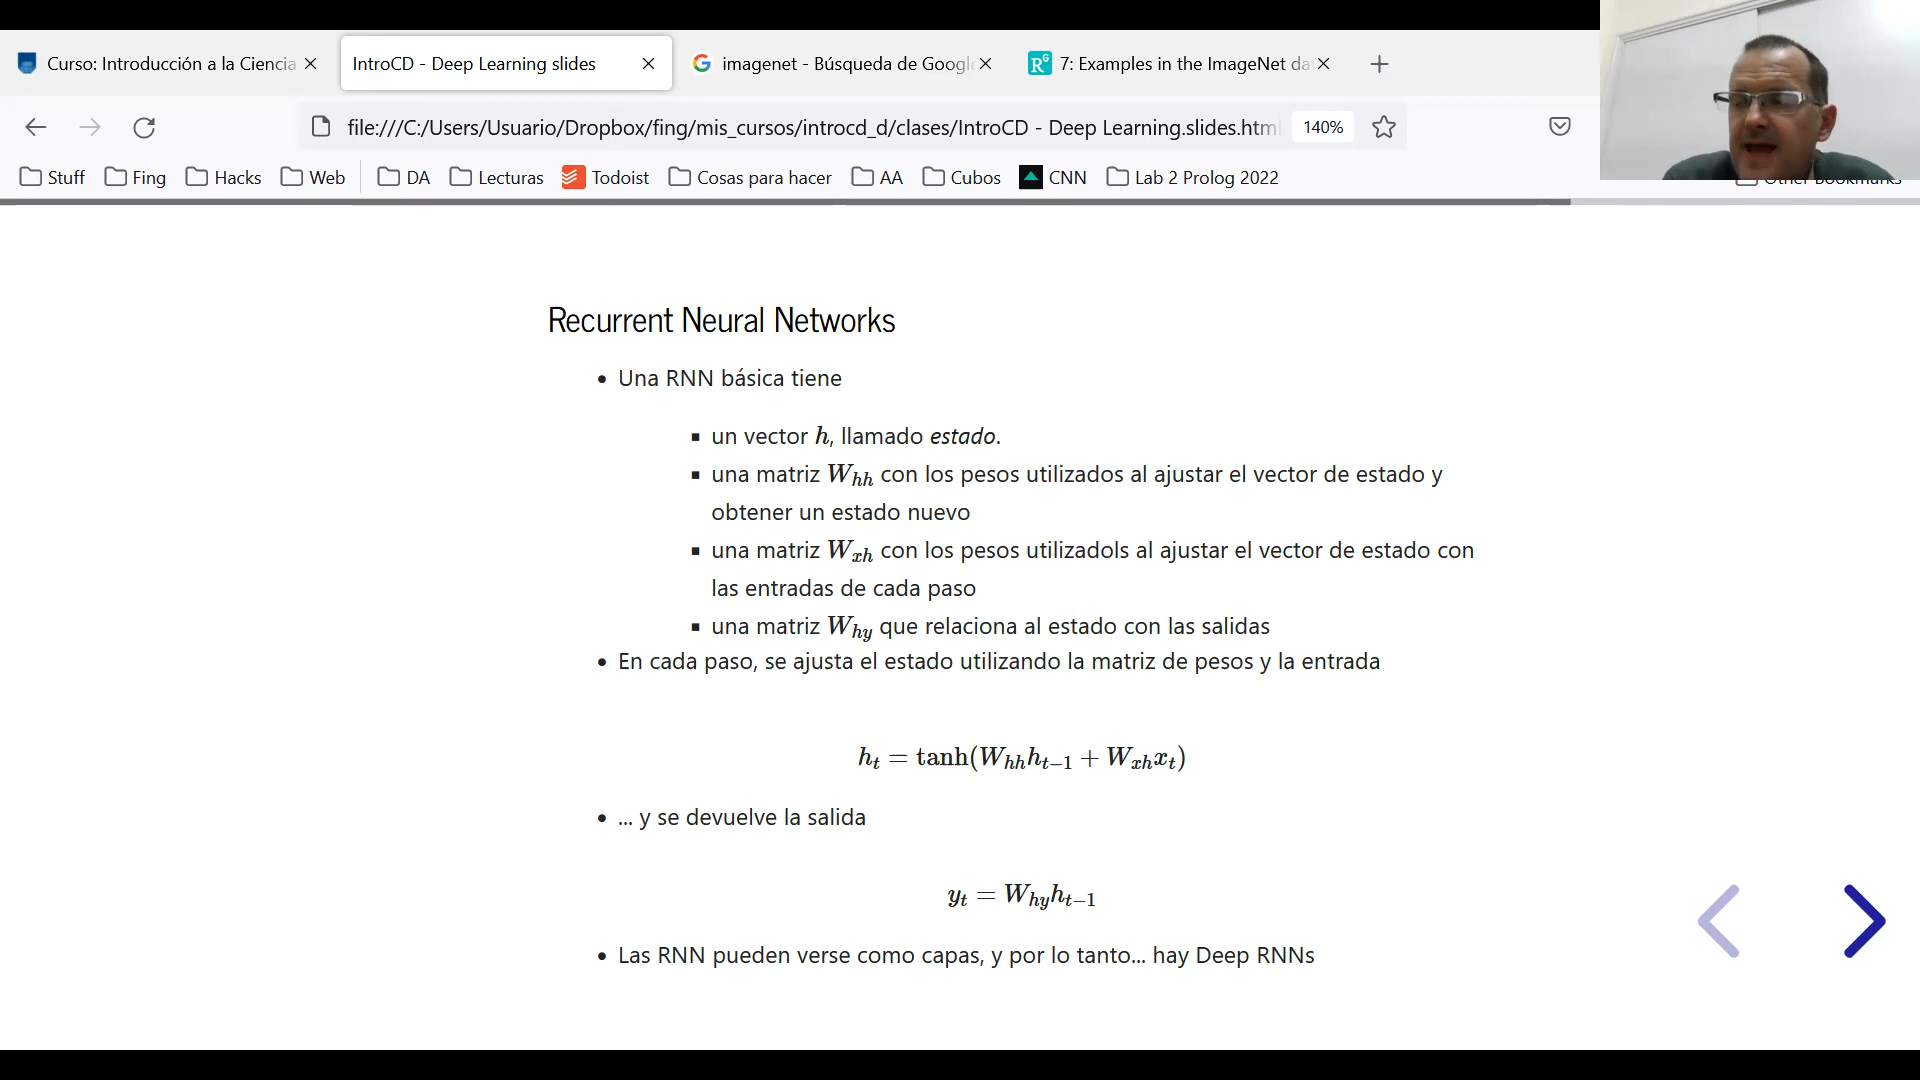 Curso: Introducción a la Ciencia
IntroCD - Deep Learning slides
imagenet - Búsqueda de Google
7: Examples in the ImageNet da
file:///C:/Users/Usuario/Dropbox/fing/mis_cursos/introcd_d/clases/IntroCD - Deep Learning.slides.html
140%
Stuff
Fing
Hacks
Web
DA
Lecturas
Todoist
Cosas para hacer
AA
Cubos
CNN
Lab 2 Prolog 2022
Other Bookmarks
Recurrent Neural Networks
• Una RNN básica tiene
▪ un vector h, llamado estado.
▪ una matriz W_hh con los pesos utilizados al ajustar el vector de estado y
obtener un estado nuevo
▪ una matriz W_xh con los pesos utilizadols al ajustar el vector de estado con
las entradas de cada paso
▪ una matriz W_hy que relaciona al estado con las salidas
• En cada paso, se ajusta el estado utilizando la matriz de pesos y la entrada
h_t = tanh(W_hh h_{t−1} + W_xh x_t)
• ... y se devuelve la salida
y_t = W_hy h_{t−1}
• Las RNN pueden verse como capas, y por lo tanto... hay Deep RNNs